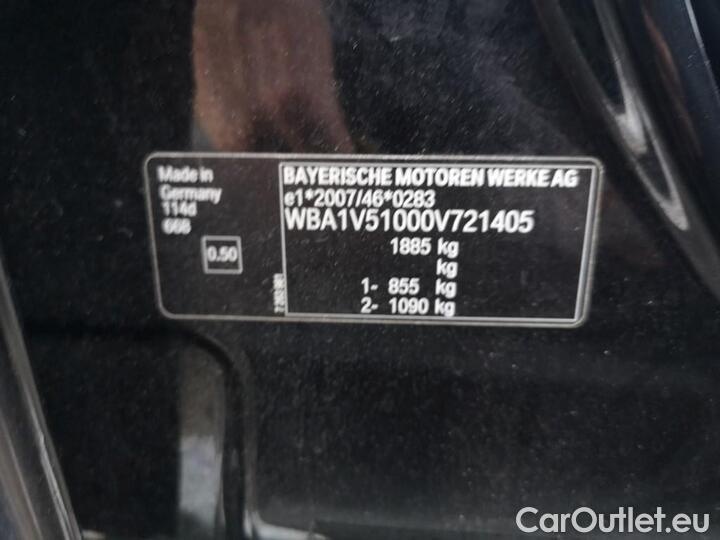 Made in
Germany
114d
668
0.50
BAYERISCHE MOTOREN WERKE AG
e1*2007/46*0283
WBA1V51000V721405
1885 kg
kg
1- 855 kg
2- 1090 kg
CarOutlet.eu